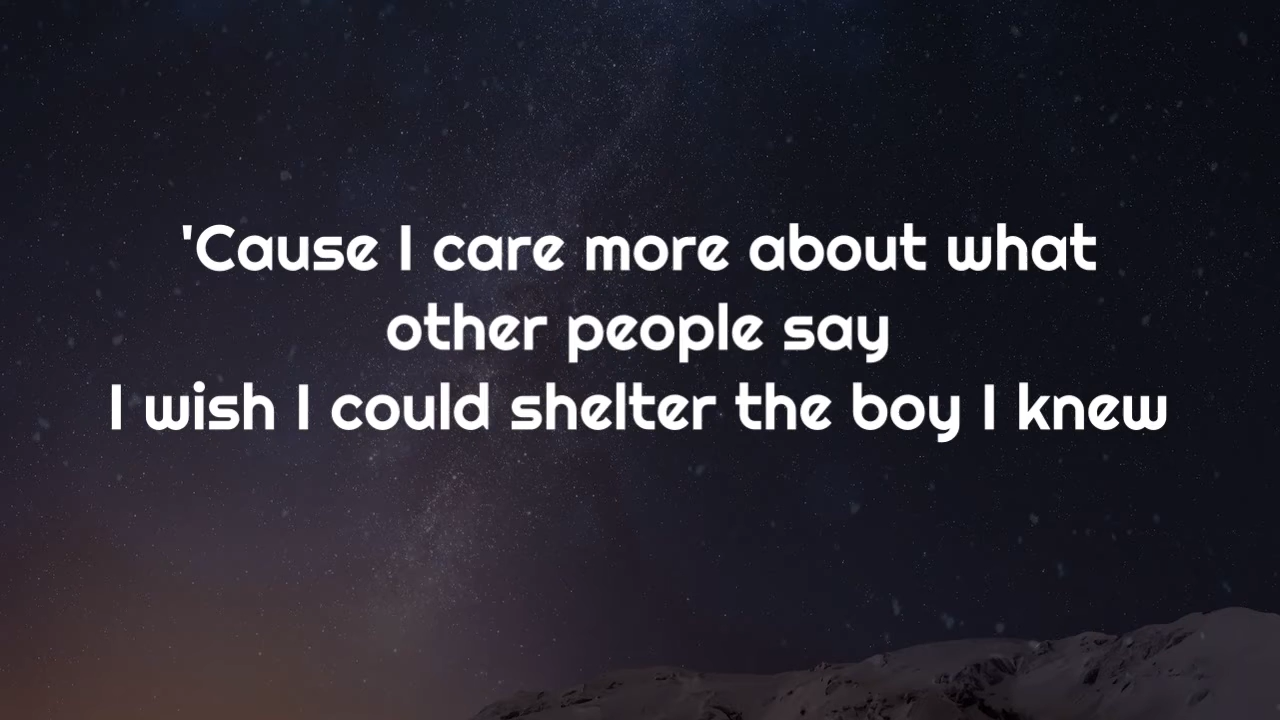 'Cause I care more about what
other people say
I wish I could shelter the boy I knew